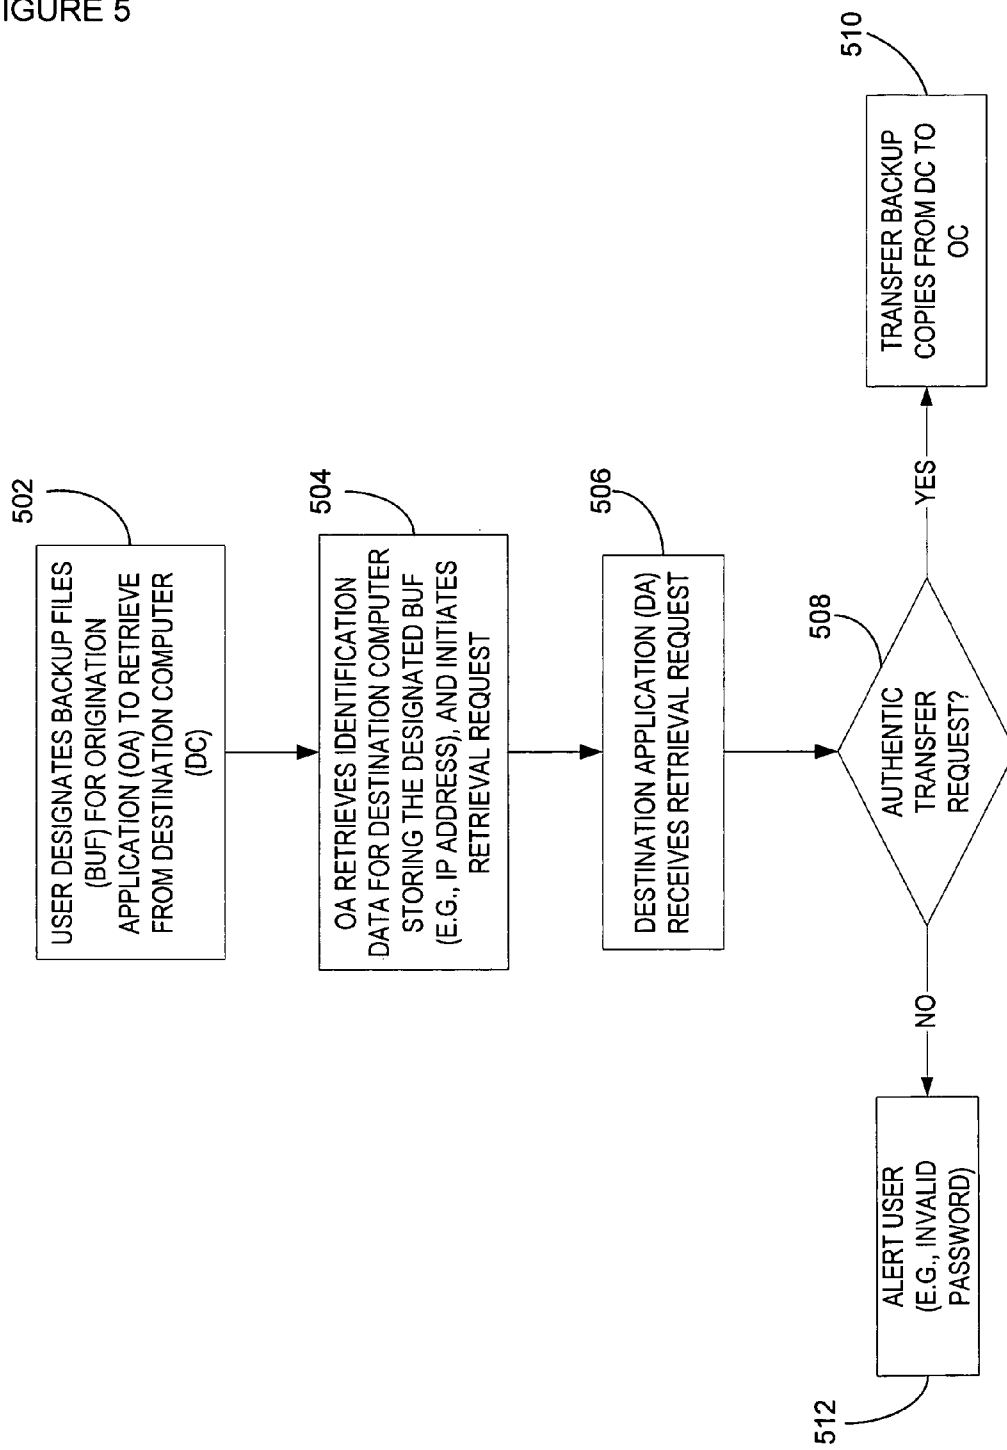 IGURE 5
502
USER DESIGNATES BACKUP FILES
(BUF) FOR ORIGINATION
APPLICATION (OA) TO RETRIEVE
FROM DESTINATION COMPUTER
(DC)
504
OA RETRIEVES IDENTIFICATION
DATA FOR DESTINATION COMPUTER
STORING THE DESIGNATED BUF
(E.G., IP ADDRESS), AND INITIATES
RETRIEVAL REQUEST
506
DESTINATION APPLICATION (DA)
RECEIVES RETRIEVAL REQUEST
508
AUTHENTIC
TRANSFER
REQUEST?
NO
YES
512
ALERT USER
(E.G., INVALID
PASSWORD)
510
TRANSFER BACKUP
COPIES FROM DC TO
OC